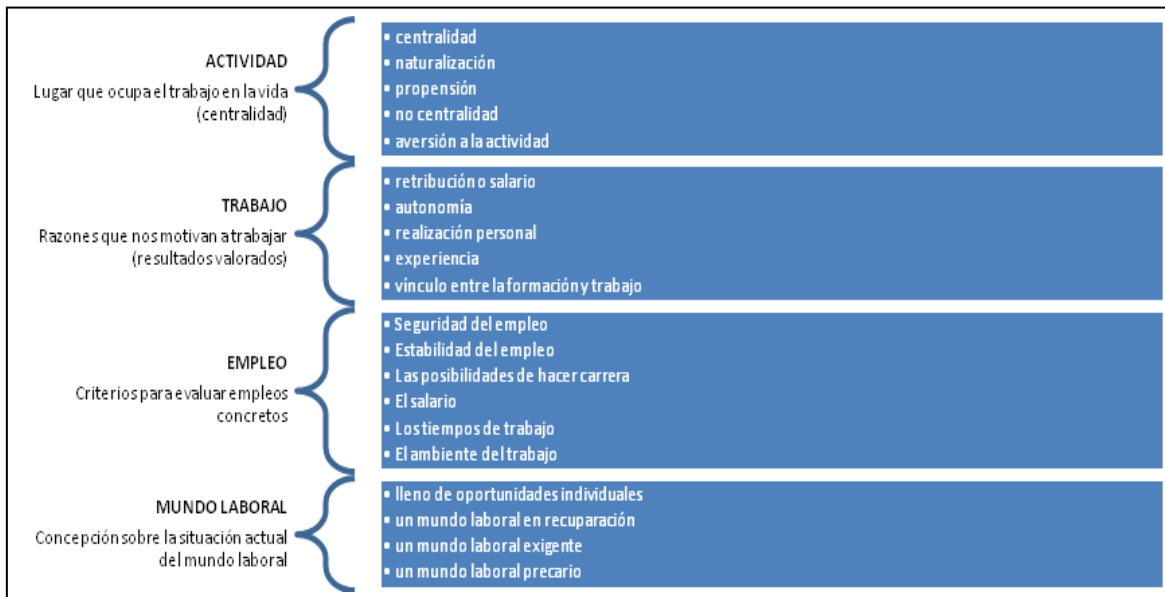 ACTIVIDAD
Lugar que ocupa el trabajo en la vida
(centralidad)
• centralidad
• naturalización
• propensión
• no centralidad
• aversión a la actividad
TRABAJO
Razones que nos motivan a trabajar
(resultados valorados)
• retribución o salario
• autonomía
• realización personal
• experiencia
• vínculo entre la formación y trabajo
EMPLEO
Criterios para evaluar empleos
concretos
• Seguridad del empleo
• Estabilidad del empleo
• Las posibilidades de hacer carrera
• El salario
• Los tiempos de trabajo
• El ambiente del trabajo
MUNDO LABORAL
Concepción sobre la situación actual
del mundo laboral
• lleno de oportunidades individuales
• un mundo laboral en recuparación
• un mundo laboral exigente
• un mundo laboral precario